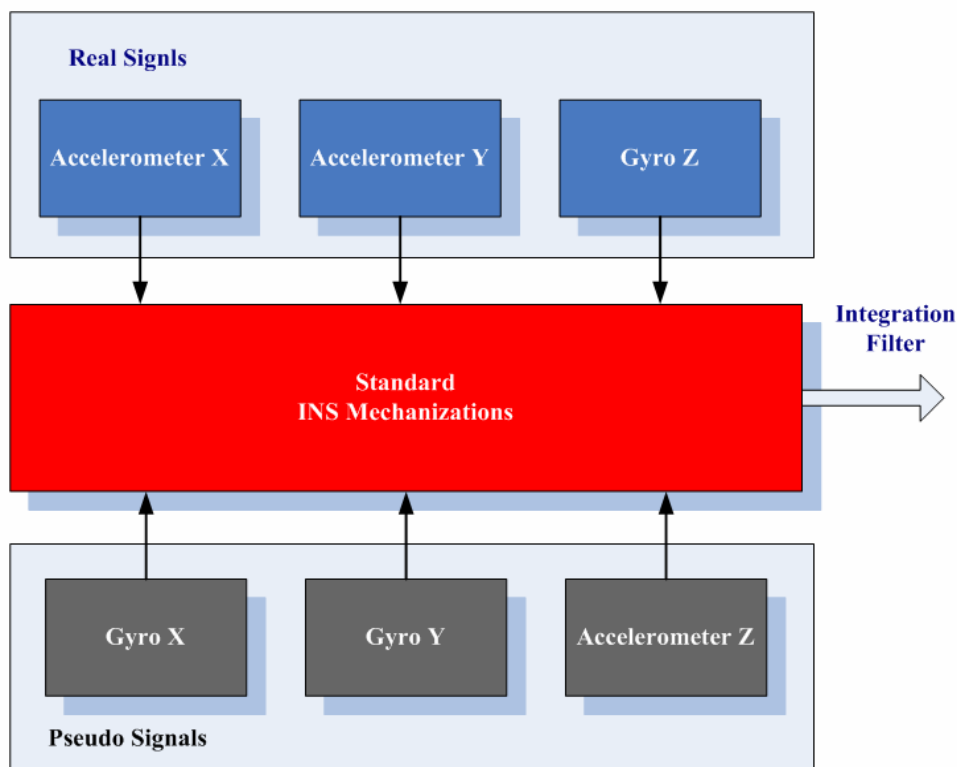 Real Signls
Accelerometer X
Accelerometer Y
Gyro Z
Standard
INS Mechanizations
Integration
Filter
Gyro X
Gyro Y
Accelerometer Z
Pseudo Signals